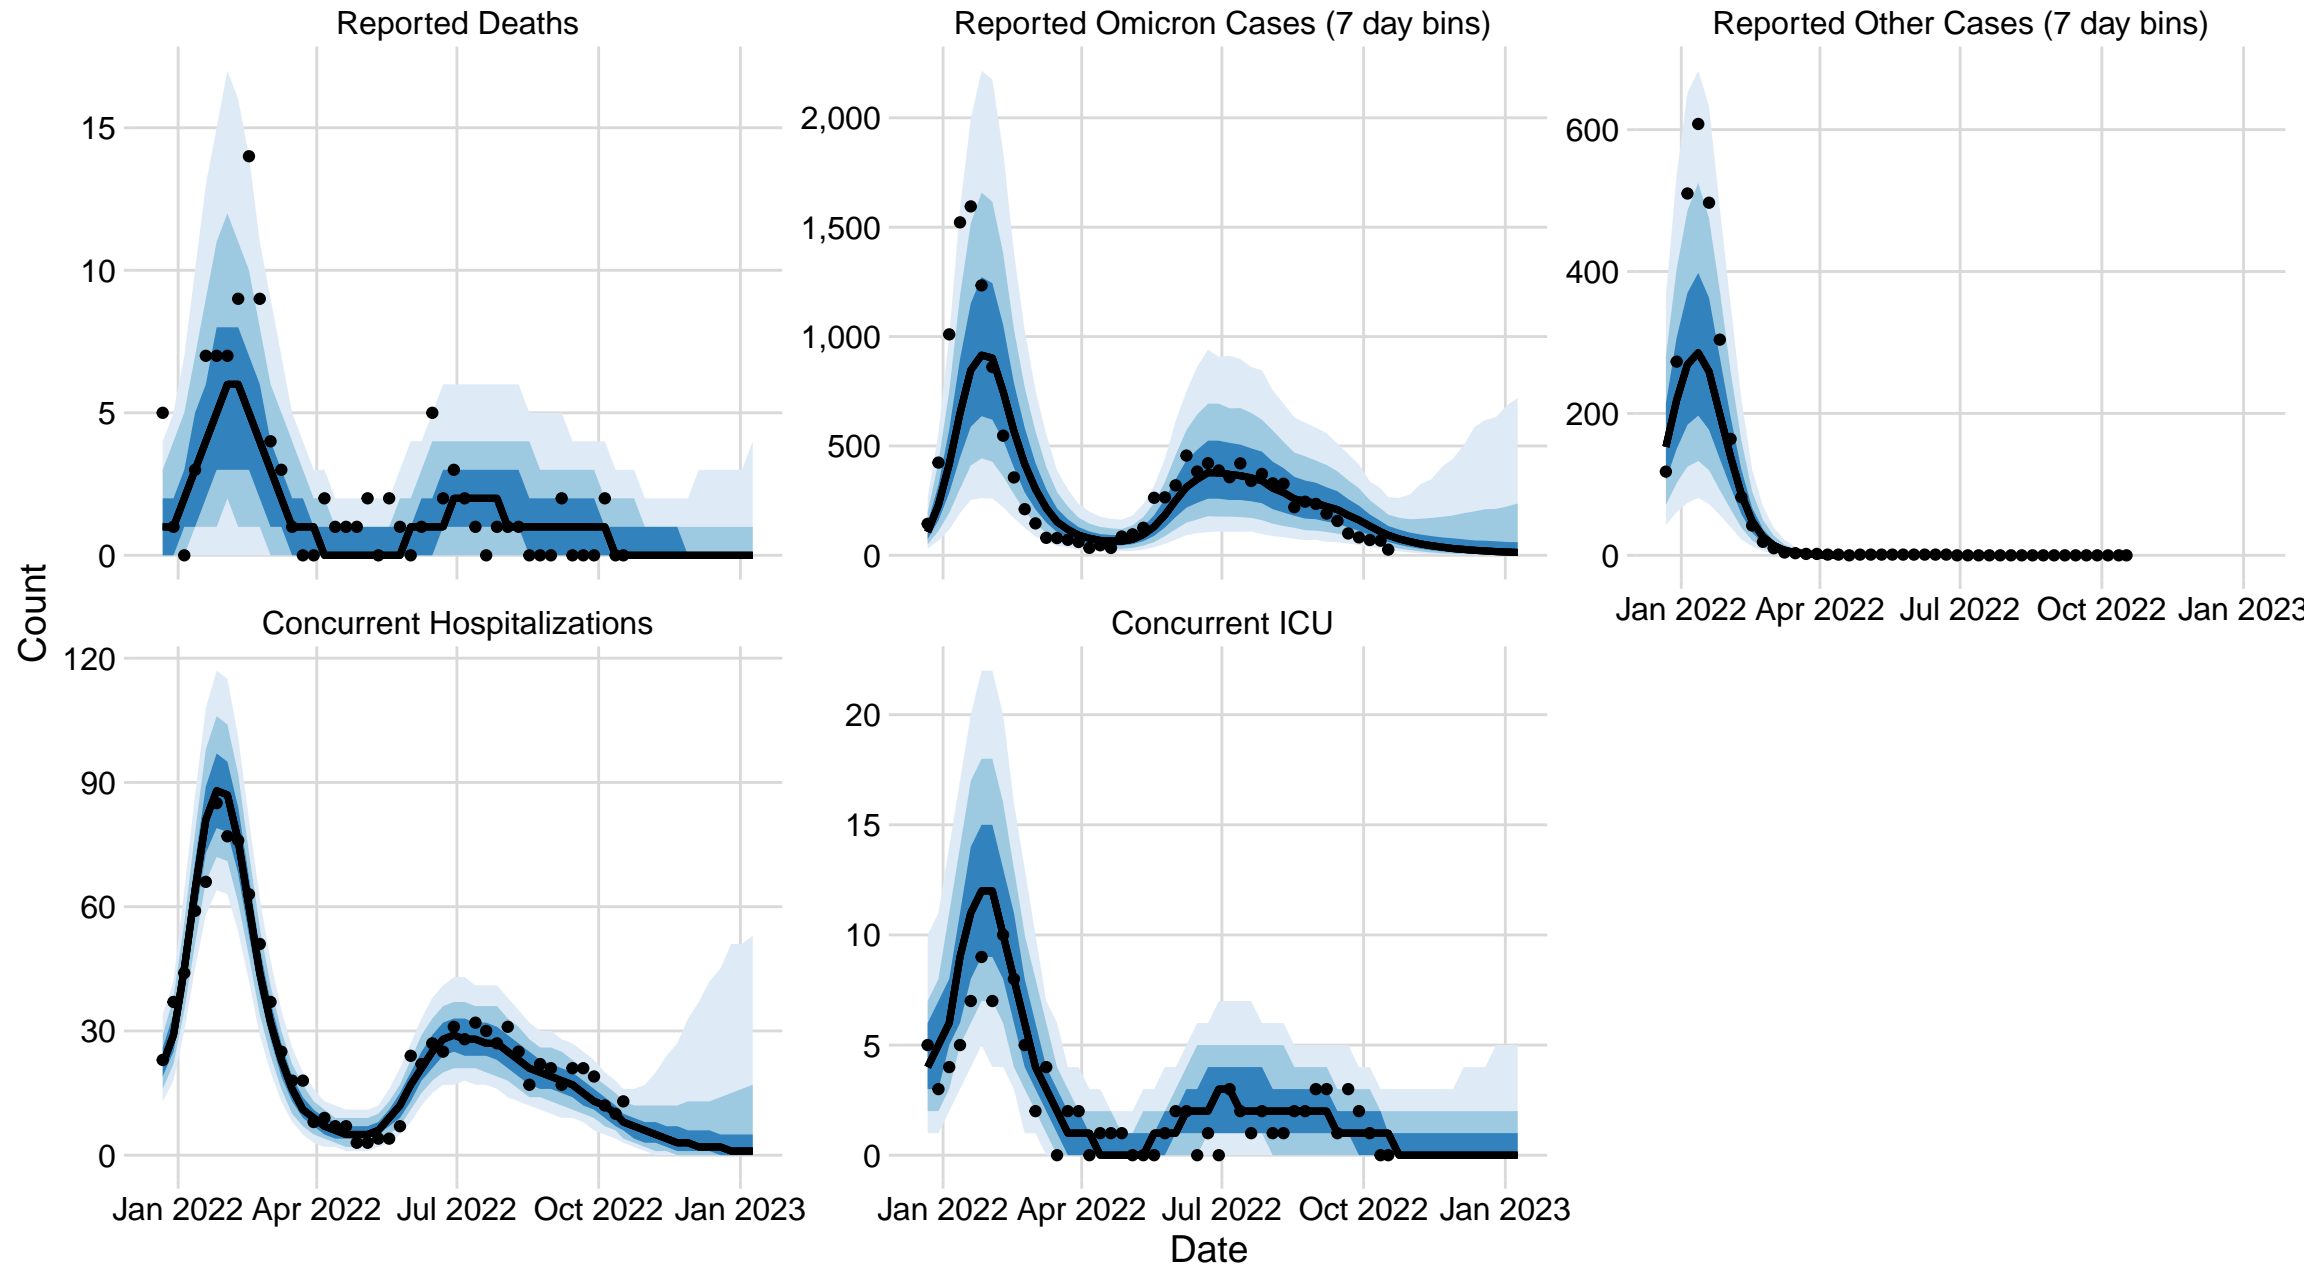 Reported Deaths
Reported Omicron Cases (7 day bins)
Reported Other Cases (7 day bins)
15
10
5
0
2,000
1,500
1,000
500
0
600
400
200
0
Jan 2022 Apr 2022 Jul 2022 Oct 2022 Jan 2023
Count
Concurrent Hospitalizations
Concurrent ICU
120
90
60
30
0
20
15
10
5
0
Jan 2022 Apr 2022 Jul 2022 Oct 2022 Jan 2023
Jan 2022 Apr 2022 Jul 2022 Oct 2022 Jan 2023
Date